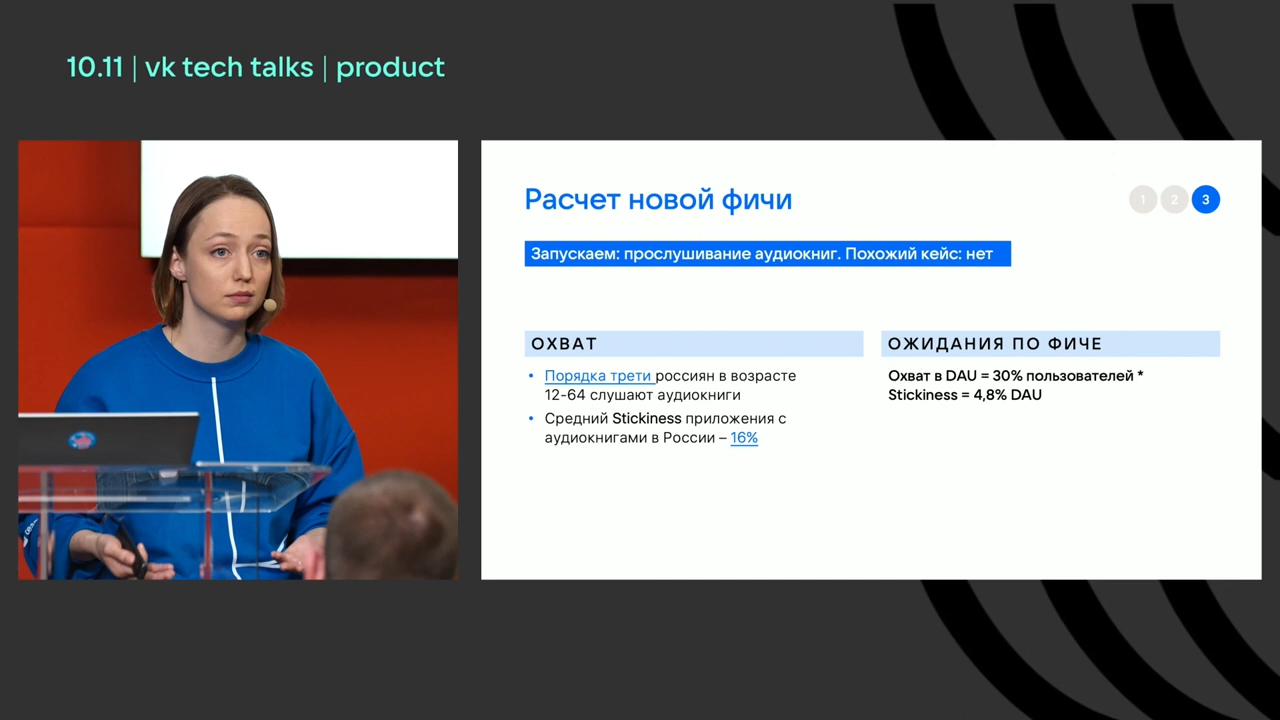 10.11 | vk tech talks | product
Расчет новой фичи
1 2 3
Запускаем: прослушивание аудиокниг. Похожий кейс: нет
ОХВАТ
Порядка трети россиян в возрасте
12-64 слушают аудиокниги
Средний Stickiness приложения с
аудиокнигами в России – 16%
ОЖИДАНИЯ ПО ФИЧЕ
Охват в DAU = 30% пользователей *
Stickiness = 4,8% DAU